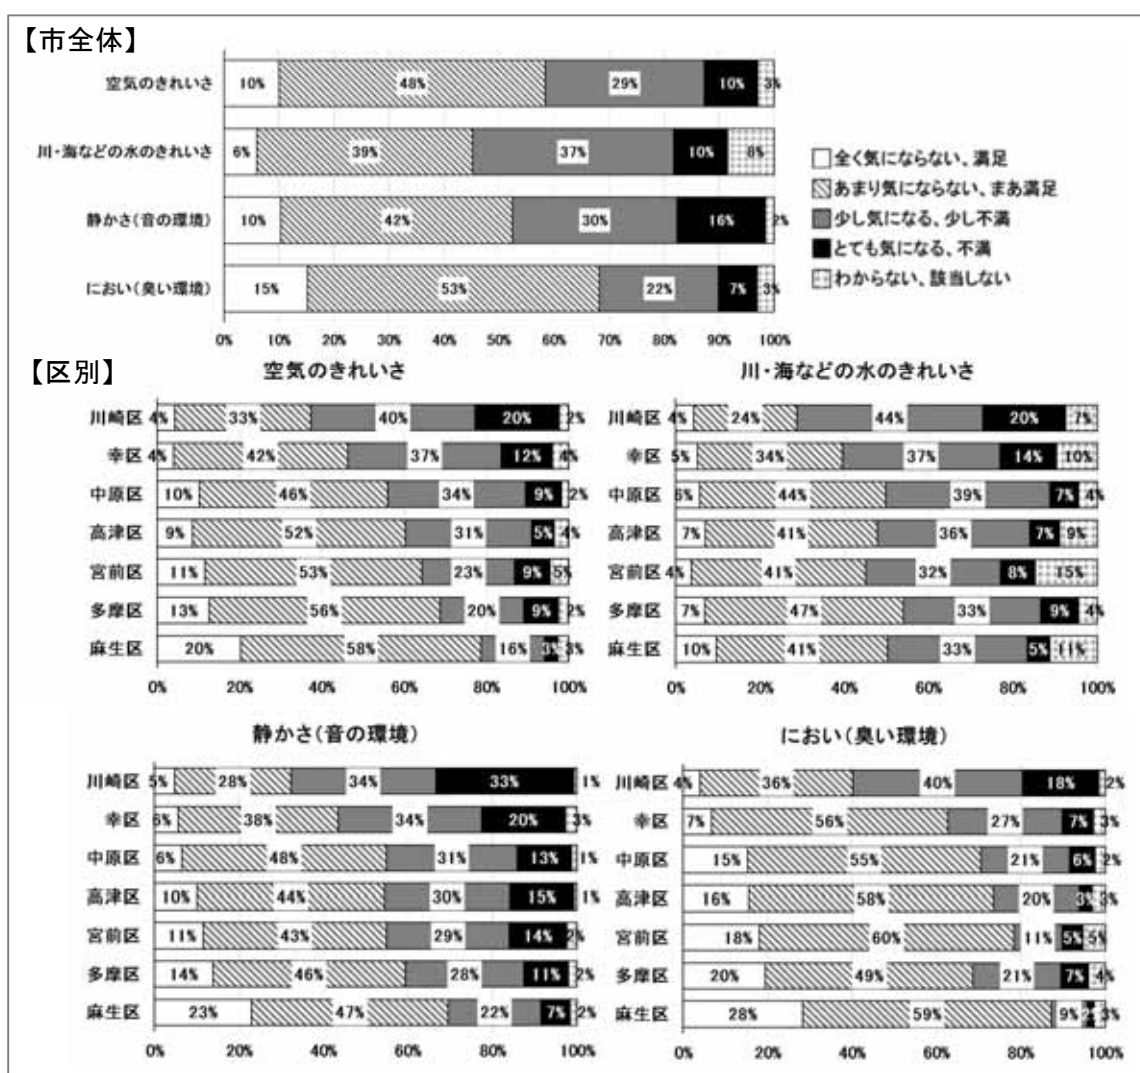 【市全体】
空気のきれいさ 10% 48% 29% 10% 3%
川・海などの水のきれいさ 6% 39% 37% 10% 8%
静かさ(音の環境) 10% 42% 30% 16% 2%
におい(臭い環境) 15% 53% 22% 7% 3%
0% 10% 20% 30% 40% 50% 60% 70% 80% 90% 100%
全く気にならない、満足
あまり気にならない、まあ満足
少し気になる、少し不満
とても気になる、不満
わからない、該当しない
【区別】
空気のきれいさ
川崎区 4% 33% 40% 20% 2%
幸区 4% 42% 37% 12% 4%
中原区 10% 46% 34% 9% 2%
高津区 9% 52% 31% 5% 4%
宮前区 11% 53% 23% 9% 5%
多摩区 13% 56% 20% 9% 2%
麻生区 20% 58% 16% 3% 3%
0% 20% 40% 60% 80% 100%
川・海などの水のきれいさ
川崎区 4% 24% 44% 20% 7%
幸区 5% 34% 37% 14% 10%
中原区 6% 44% 39% 7% 4%
高津区 7% 41% 36% 7% 9%
宮前区 4% 41% 32% 8% 15%
多摩区 7% 47% 33% 9% 4%
麻生区 10% 41% 33% 5% 11%
0% 20% 40% 60% 80% 100%
静かさ(音の環境)
川崎区 5% 28% 34% 33% 1%
幸区 6% 38% 34% 20% 3%
中原区 6% 48% 31% 13% 1%
高津区 10% 44% 30% 15% 1%
宮前区 11% 43% 29% 14% 2%
多摩区 14% 46% 28% 11% 2%
麻生区 23% 47% 22% 7% 2%
0% 20% 40% 60% 80% 100%
におい(臭い環境)
川崎区 4% 36% 40% 18% 2%
幸区 7% 56% 27% 7% 3%
中原区 15% 55% 21% 6% 2%
高津区 16% 58% 20% 3% 3%
宮前区 18% 60% 11% 5% 5%
多摩区 20% 49% 21% 7% 4%
麻生区 28% 59% 9% 2% 3%
0% 20% 40% 60% 80% 100%